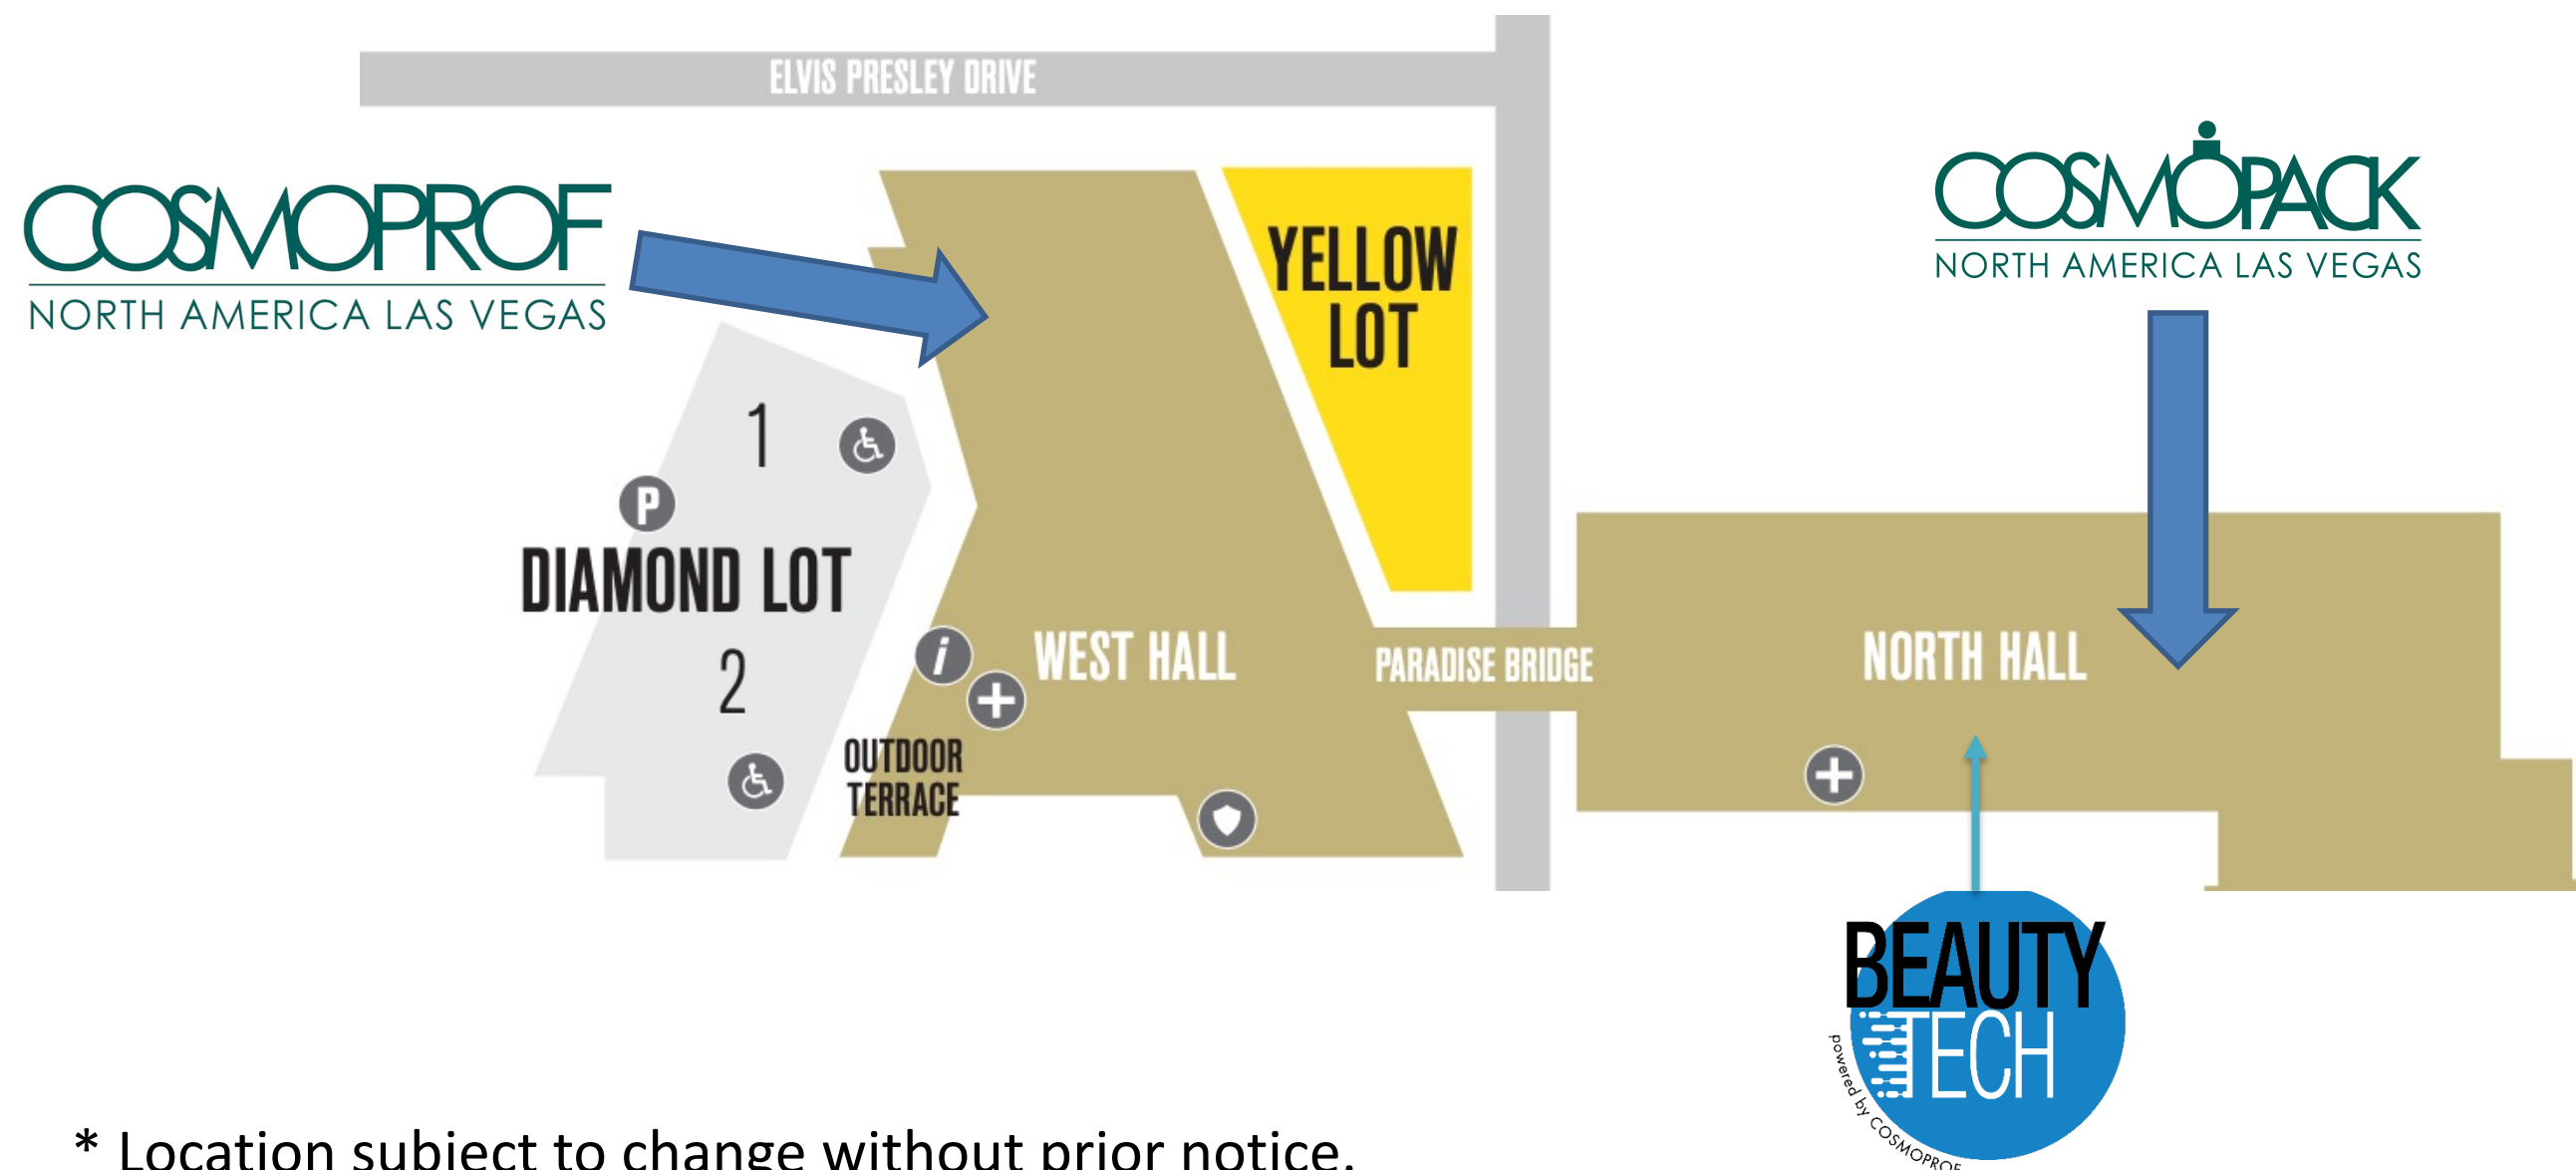 ELVIS PRESLEY DRIVE
COSMOPROF
NORTH AMERICA LAS VEGAS
COSMOPACK
NORTH AMERICA LAS VEGAS
YELLOW
LOT
1
P
DIAMOND LOT
2
i
WEST HALL
PARADISE BRIDGE
NORTH HALL
OUTDOOR
TERRACE
BEAUTY
TECH
powered by COSMOPROF
* Location subject to change without prior notice.